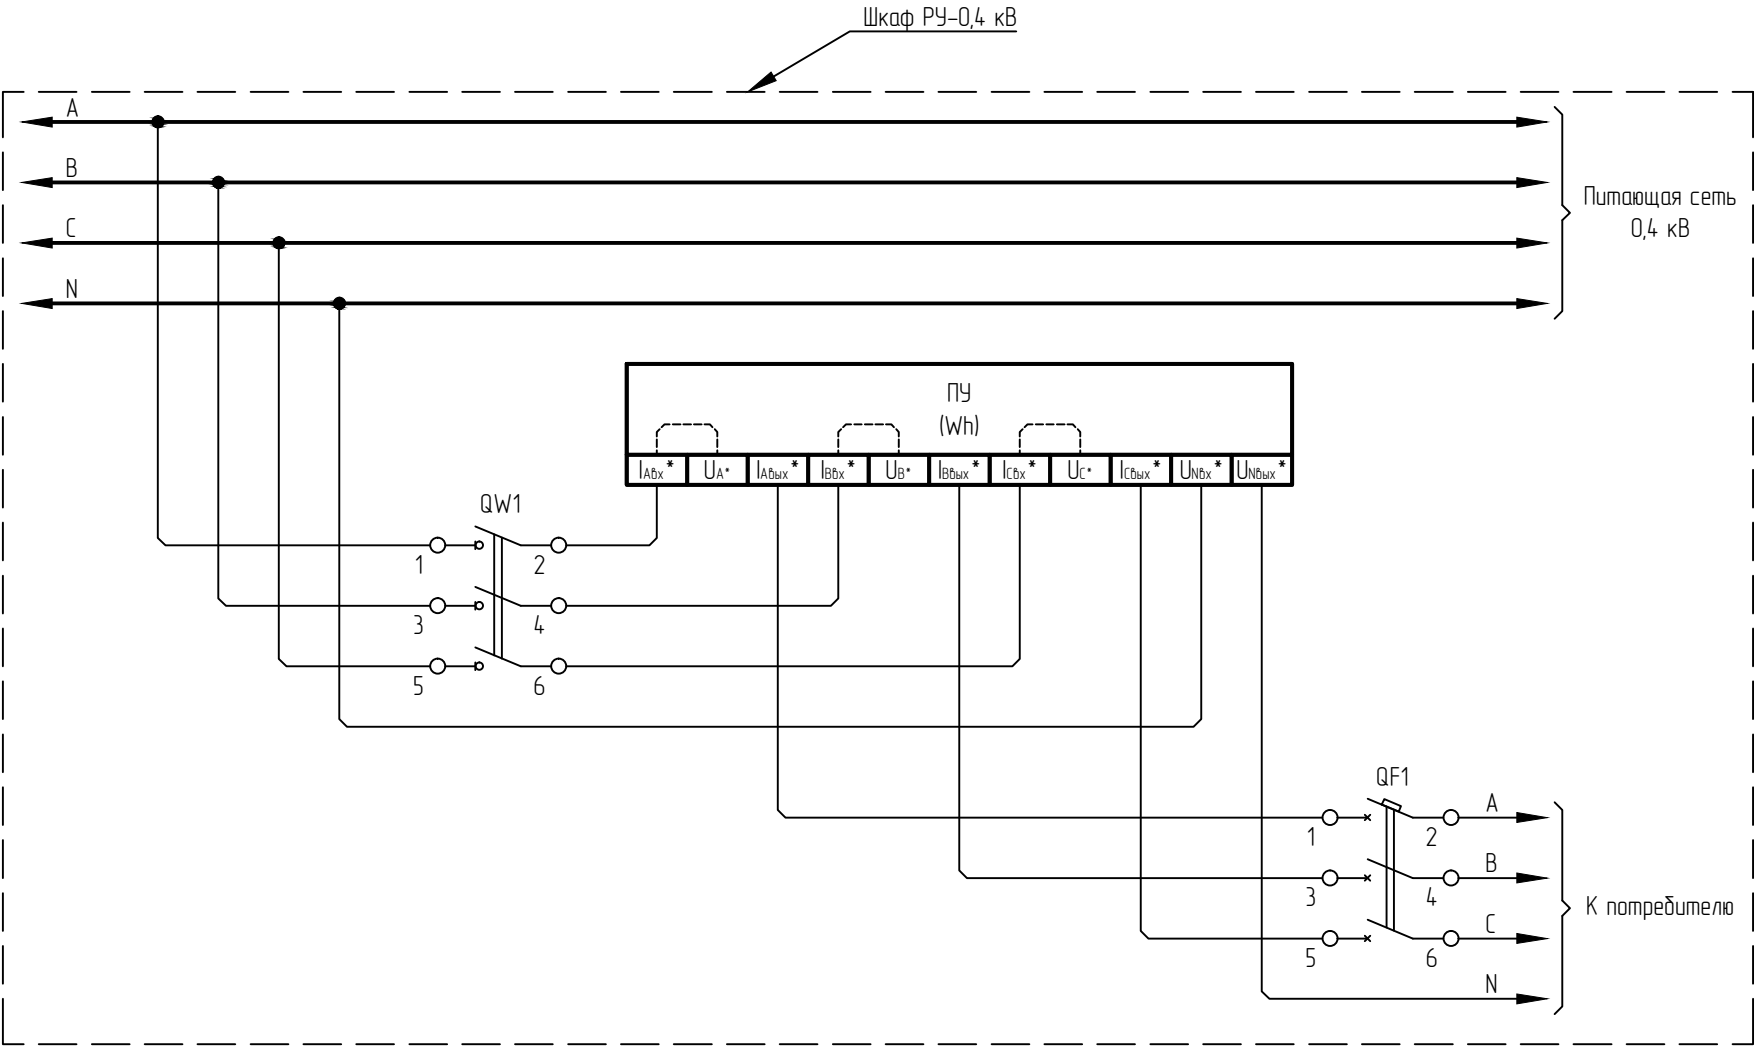 Шкаф РУ-0,4 кВ
A
B
C
N
Питающая сеть
0,4 кВ
ПУ
(Wh)
IAвх* UA* IAвых* IBвх* UB* IBвых* ICвх* UC* ICвых* UNвх* UNвых*
QW1
1 2
3 4
5 6
QF1
1 2 A
3 4 B
5 6 C
N
К потребителю